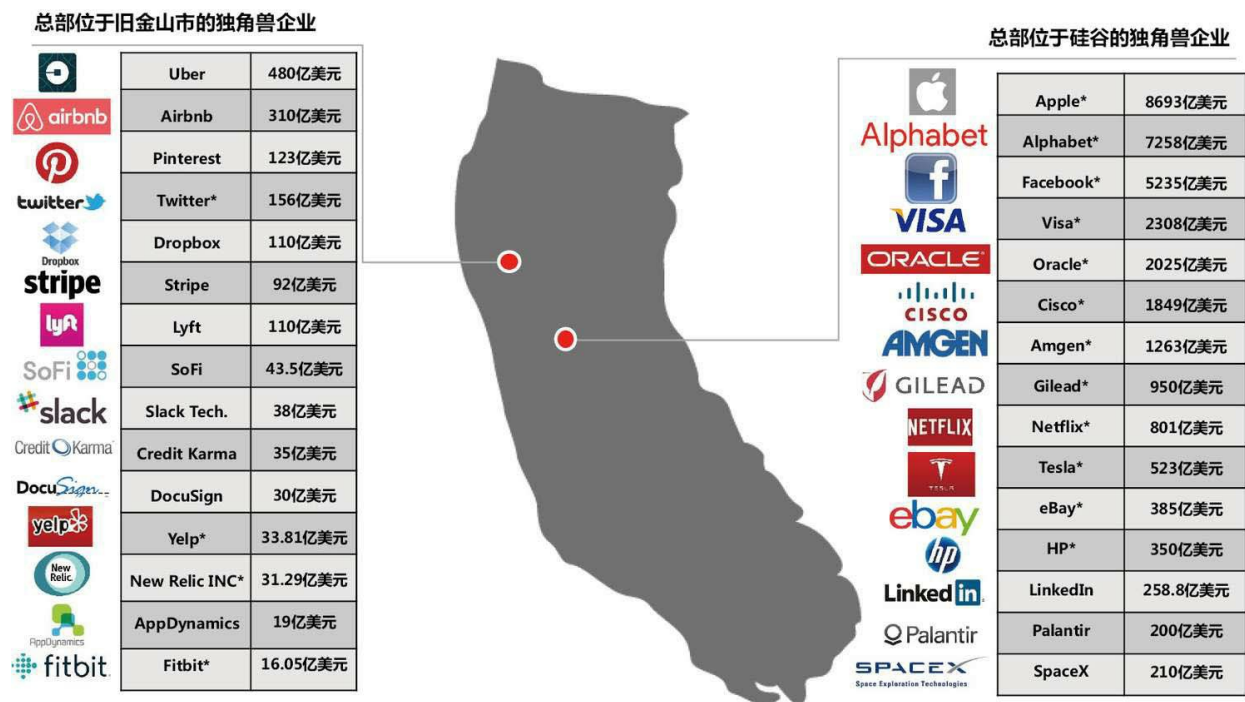 总部位于旧金山市的独角兽企业
Uber 480亿美元
airbnb Airbnb 310亿美元
Pinterest 123亿美元
twitter Twitter* 156亿美元
Dropbox Dropbox 110亿美元
stripe Stripe 92亿美元
lyft Lyft 110亿美元
SoFi SoFi 43.5亿美元
slack Slack Tech. 38亿美元
Credit Karma Credit Karma 35亿美元
DocuSign DocuSign 30亿美元
yelp Yelp* 33.81亿美元
New Relic. New Relic INC* 31.29亿美元
AppDynamics AppDynamics 19亿美元
fitbit Fitbit* 16.05亿美元
总部位于硅谷的独角兽企业
Apple* 8693亿美元
Alphabet Alphabet* 7258亿美元
f Facebook* 5235亿美元
VISA Visa* 2308亿美元
ORACLE Oracle* 2025亿美元
CISCO Cisco* 1849亿美元
AMGEN Amgen* 1263亿美元
GILEAD Gilead* 950亿美元
NETFLIX Netflix* 801亿美元
TESLA Tesla* 523亿美元
ebay eBay* 385亿美元
hp HP* 350亿美元
Linked in LinkedIn 258.8亿美元
Palantir Palantir 200亿美元
SPACEX SpaceX 210亿美元
Space Exploration Technologies